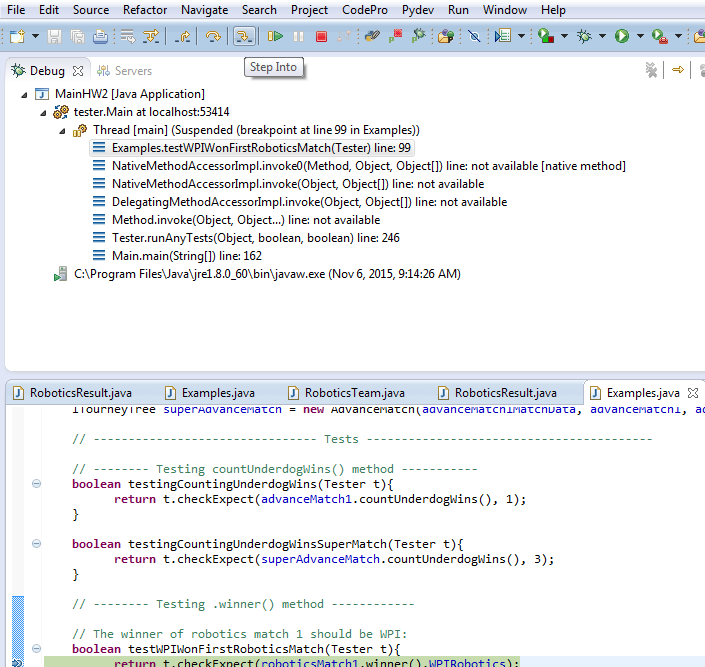 File Edit Source Refactor Navigate Search Project CodePro Pydev Run Window Help
Step Into
Debug Servers
MainHW2 [Java Application]
tester.Main at localhost:53414
Thread [main] (Suspended (breakpoint at line 99 in Examples))
Examples.testWPIWonFirstRoboticsMatch(Tester) line: 99
NativeMethodAccessorImpl.invoke0(Method, Object, Object[]) line: not available [native method]
NativeMethodAccessorImpl.invoke(Object, Object[]) line: not available
DelegatingMethodAccessorImpl.invoke(Object, Object[]) line: not available
Method.invoke(Object, Object...) line: not available
Tester.runAnyTests(Object, boolean, boolean) line: 246
Main.main(String[]) line: 162
C:\Program Files\Java\jre1.8.0_60\bin\javaw.exe (Nov 6, 2015, 9:14:26 AM)
RoboticsResult.java Examples.java RoboticsTeam.java RoboticsResult.java Examples.java
ITourneyTree superAdvanceMatch = new AdvanceMatch(advanceMatch1MatchData, advanceMatch1, ad
// ------------------------------ Tests --------------------------------------
// -------- Testing countUnderdogWins() method -----------
boolean testingCountingUnderdogWins(Tester t){
return t.checkExpect(advanceMatch1.countUnderdogWins(), 1);
}
boolean testingCountingUnderdogWinsSuperMatch(Tester t){
return t.checkExpect(superAdvanceMatch.countUnderdogWins(), 3);
}
// -------- Testing .winner() method ------------
// The winner of robotics match 1 should be WPI:
boolean testWPIWonFirstRoboticsMatch(Tester t){
return t.checkExpect(roboticsMatch1.winner(),WPIRobotics);